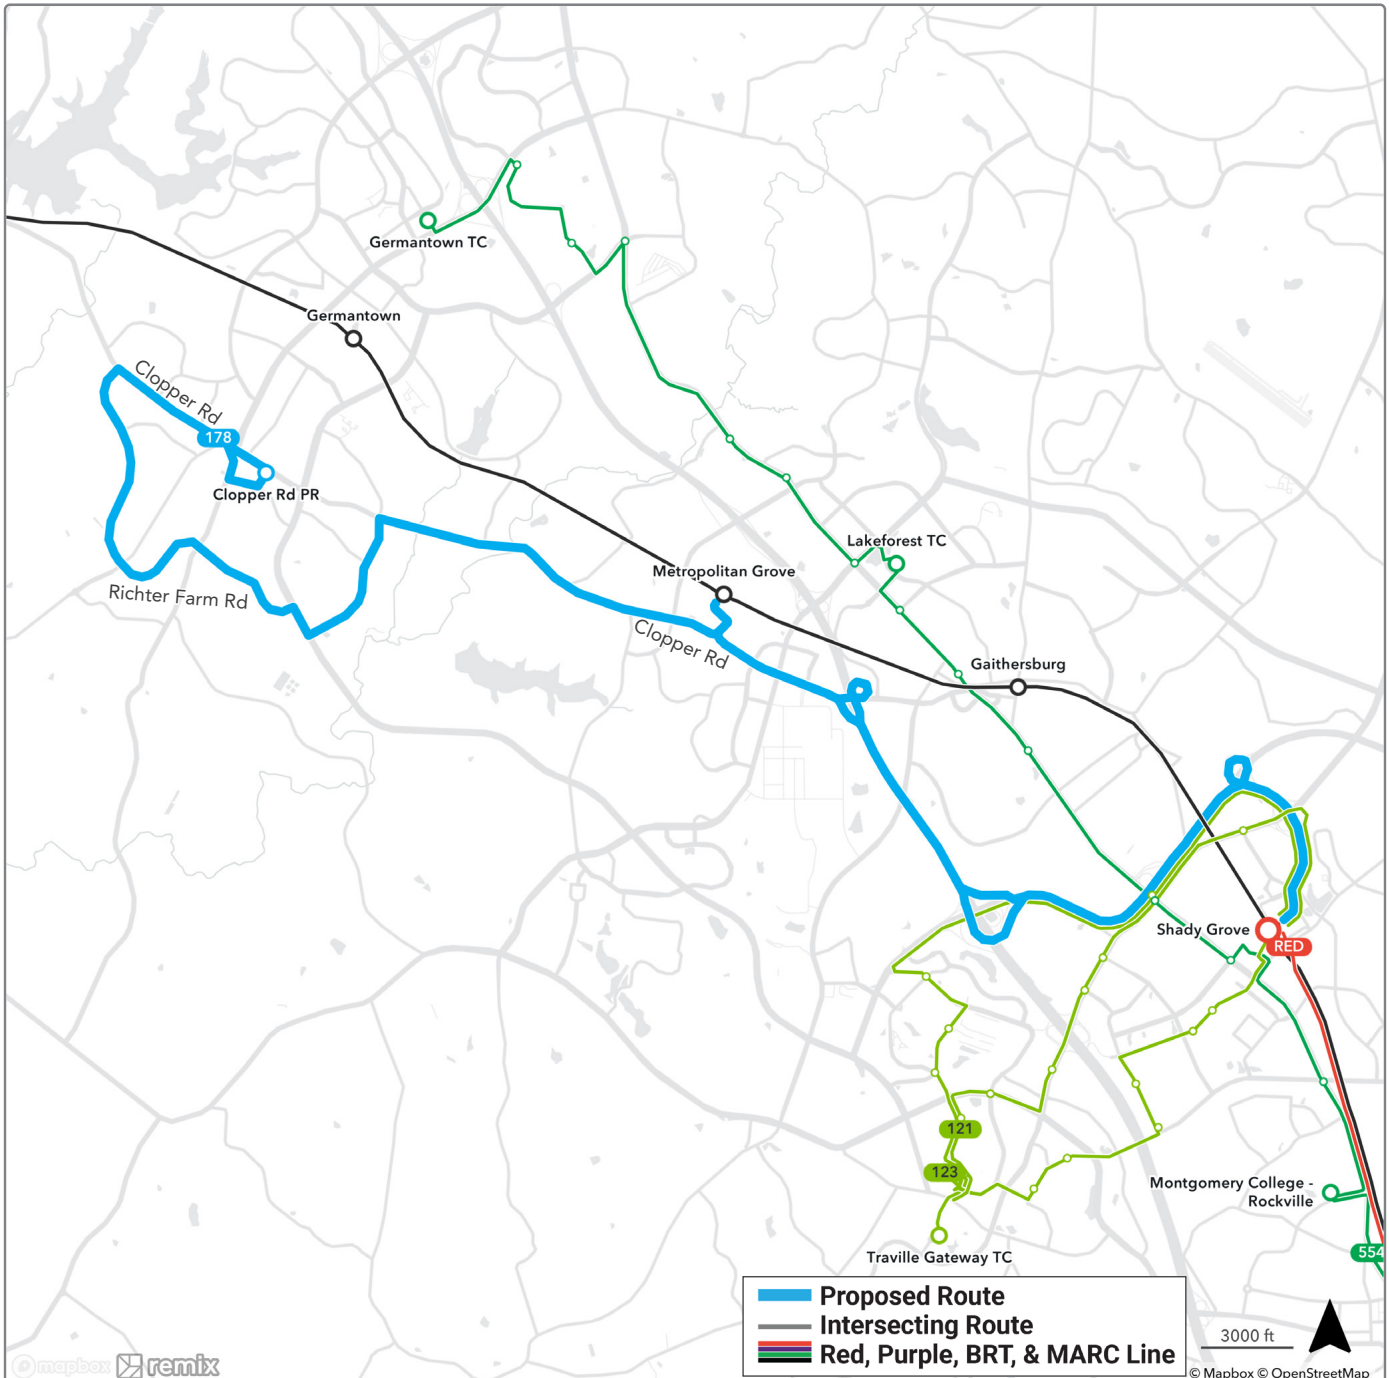 Germantown TC
Germantown
Clopper Rd
178
Clopper Rd PR
Lakeforest TC
Metropolitan Grove
Richter Farm Rd
Clopper Rd
Gaithersburg
Shady Grove
RED
121
123
Montgomery College -
Rockville
Traville Gateway TC
554
Proposed Route
Intersecting Route
Red, Purple, BRT, & MARC Line
3000 ft
mapbox remix
© Mapbox © OpenStreetMap